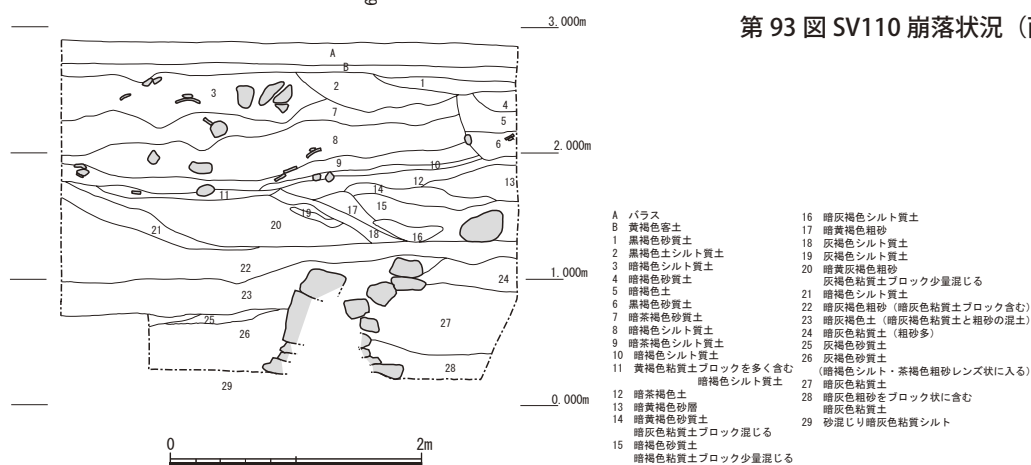 第 93 図 SV110 崩落状況（
3.000m
A
B
1
2
3
4
5
6
7
8
2.000m
9
10
11
12
13
14
15
16
17
18
19
20
21
22
1.000m
23
24
25
26
27
28
29
0.000m
0
2m
A バラス
B 黄褐色客土
1 黒褐色砂質土
2 黒褐色土シルト質土
3 暗褐色シルト質土
4 暗褐色砂質土
5 暗褐色土
6 黒褐色砂質土
7 暗茶褐色砂質土
8 暗褐色シルト質土
9 暗茶褐色シルト質土
10 暗褐色シルト質土
11 黄褐色粘質土ブロックを多く含む
暗褐色シルト質土
12 暗茶褐色土
13 暗黄褐色砂層
14 暗黄褐色砂質土
暗灰褐色粘質土ブロック混じる
15 暗褐色砂質土
暗褐色粘質土ブロック少量混じる
16 暗灰褐色シルト質土
17 暗黄褐色粗砂
18 灰褐色シルト質土
19 灰褐色シルト質土
20 暗黄灰褐色粗砂
灰褐色粘質土ブロック少量混じる
21 暗褐色シルト質土
22 暗灰褐色粗砂（暗灰色粘質土ブロック含む）
23 暗灰褐色土（暗灰褐色粘質土と粗砂の混土）
24 暗灰色粘質土（粗砂多）
25 灰褐色砂質土
26 灰褐色砂質土
（暗褐色シルト・茶褐色粗砂レンズ状に入る）
27 暗灰色粘質土
28 暗灰色粗砂をブロック状に含む
暗灰色粘質土
29 砂混じり暗灰色粘質シルト